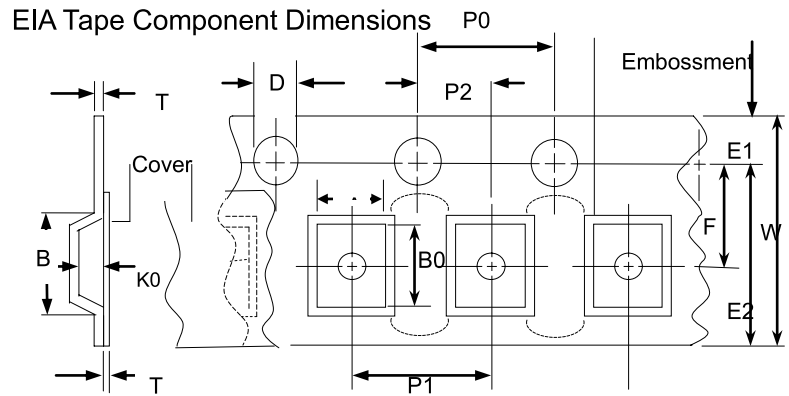 EIA Tape Component Dimensions
P0
Embossment
D
P2
T
E1
Cover
F
W
B
B0
K0
E2
P1
T